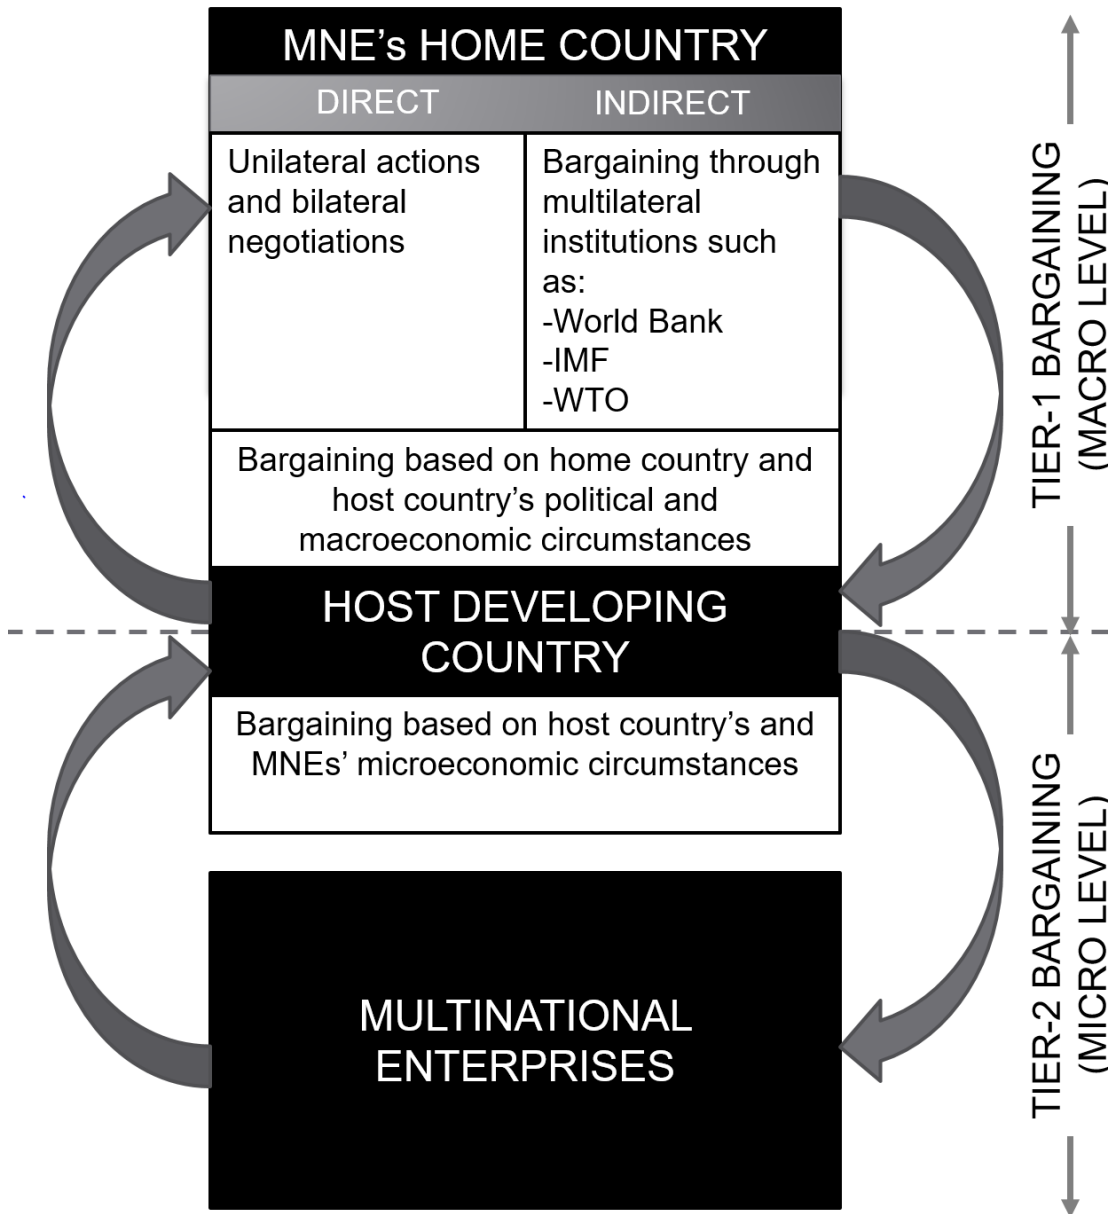 MNE's HOME COUNTRY
DIRECT
INDIRECT
Unilateral actions
and bilateral
negotiations
Bargaining through
multilateral
institutions such
as:
-World Bank
-IMF
-WTO
Bargaining based on home country and
host country's political and
macroeconomic circumstances
HOST DEVELOPING
COUNTRY
Bargaining based on host country's and
MNEs' microeconomic circumstances
MULTINATIONAL
ENTERPRISES
TIER-1 BARGAINING
(MACRO LEVEL)
TIER-2 BARGAINING
(MICRO LEVEL)